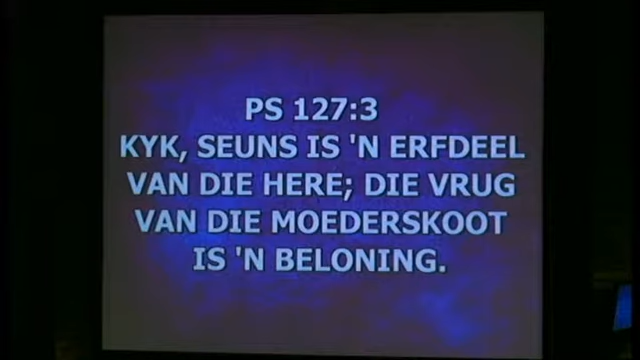 PS 127:3
KYK, SEUNS IS 'N ERFDEEL
VAN DIE HERE; DIE VRUG
VAN DIE MOEDERSKOOT
IS 'N BELONING.